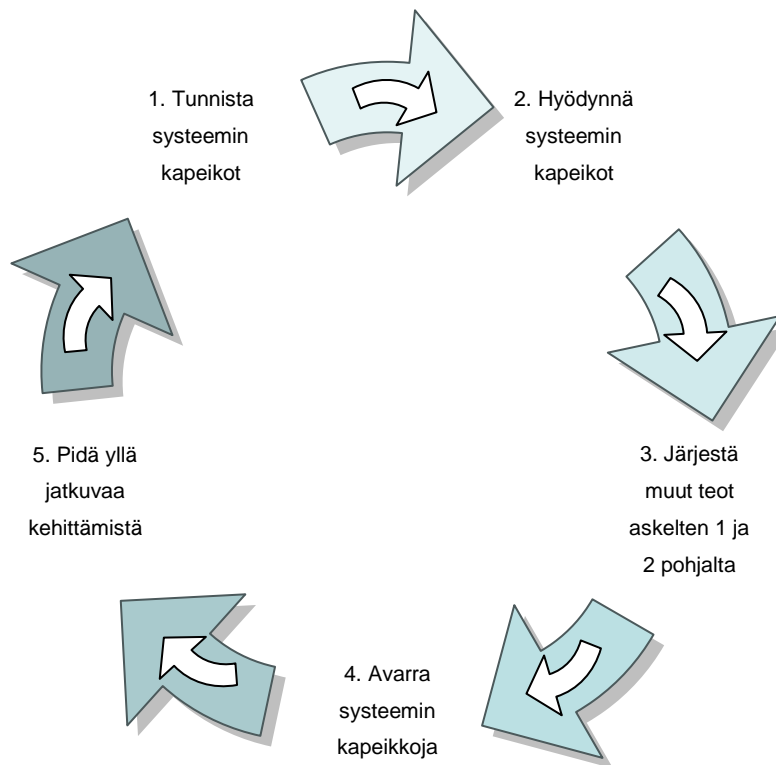 1. Tunnista
systeemin
kapeikot
2. Hyödynnä
systeemin
kapeikot
3. Järjestä
muut teot
askelten 1 ja
2 pohjalta
4. Avarra
systeemin
kapeikkoja
5. Pidä yllä
jatkuvaa
kehittämistä